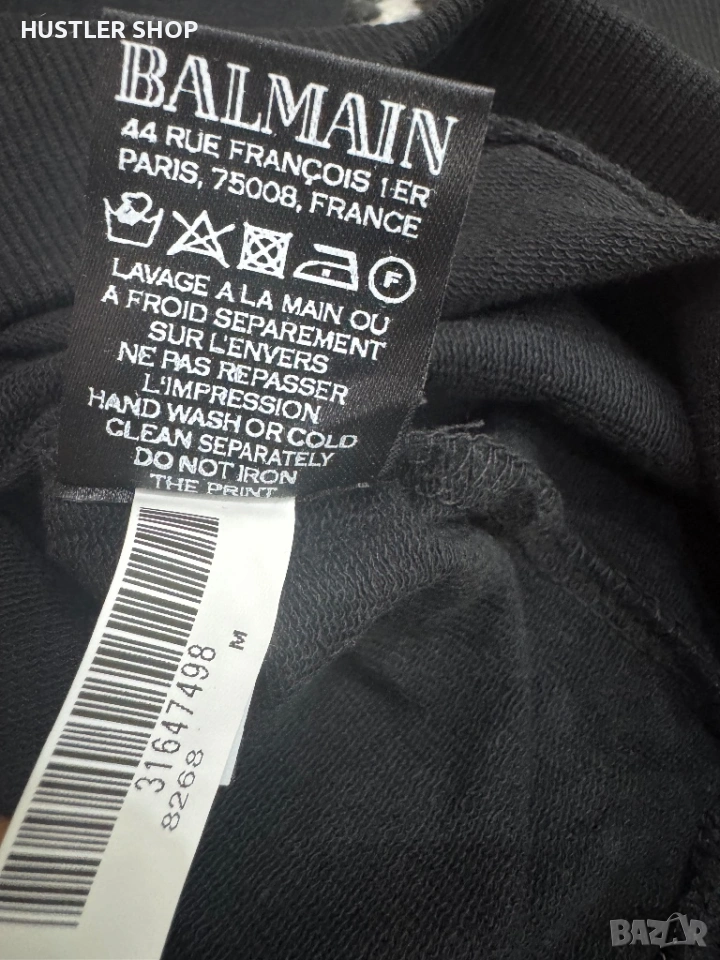 HUSTLER SHOP
BALMAIN
44 RUE FRANÇOIS 1ER
PARIS, 75008, FRANCE
F
LAVAGE A LA MAIN OU
A FROID SEPAREMENT
SUR L'ENVERS
NE PAS REPASSER
L'IMPRESSION
HAND WASH OR COLD
CLEAN SEPARATELY
DO NOT IRON
THE PRINT
M
31647498
8268
BAZAR